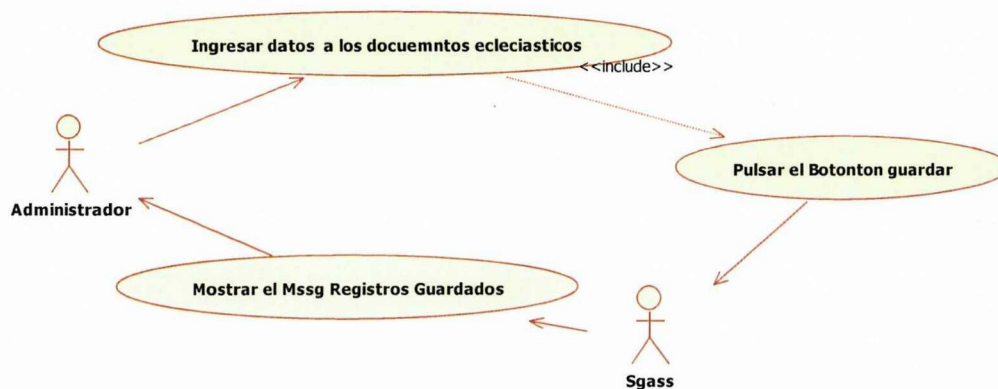 Ingresar datos a los docuemntos ecleciasticos
<<include>>
Pulsar el Botonton guardar
Administrador
Mostrar el Mssg Registros Guardados
Sgass